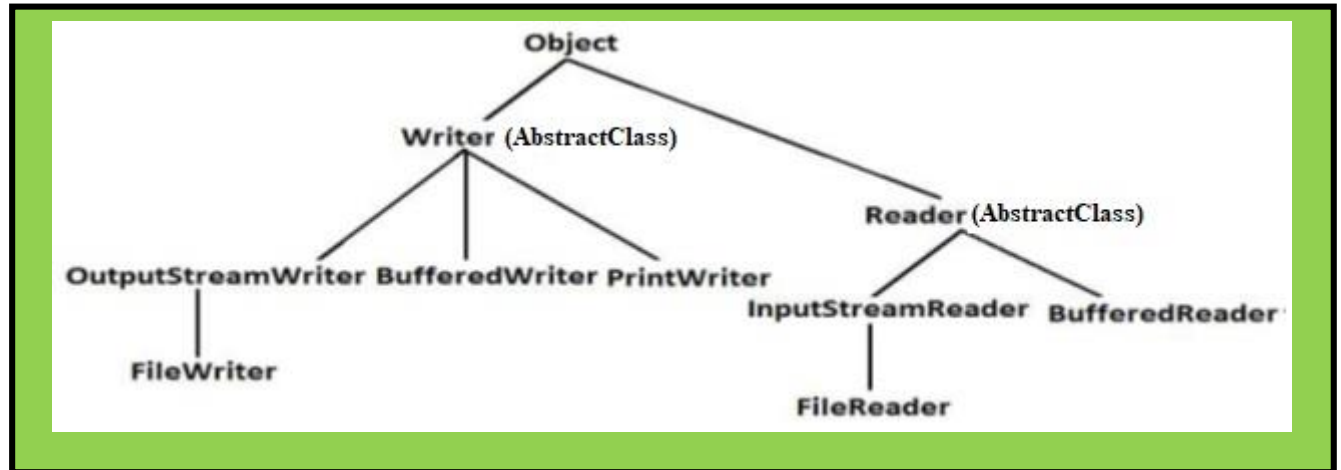 Object
Writer (AbstractClass)
Reader (AbstractClass)
OutputStreamWriter BufferedWriter PrintWriter
InputStreamReader BufferedReader
FileWriter
FileReader